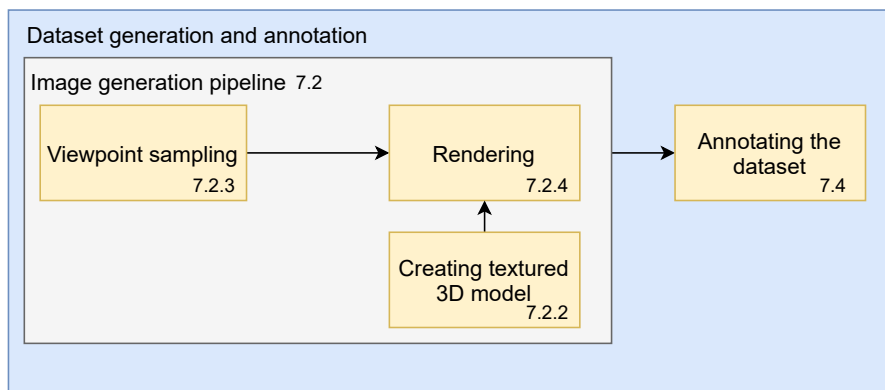 Dataset generation and annotation
Image generation pipeline 7.2
Viewpoint sampling
7.2.3
Rendering
7.2.4
Annotating the
dataset
7.4
Creating textured
3D model
7.2.2